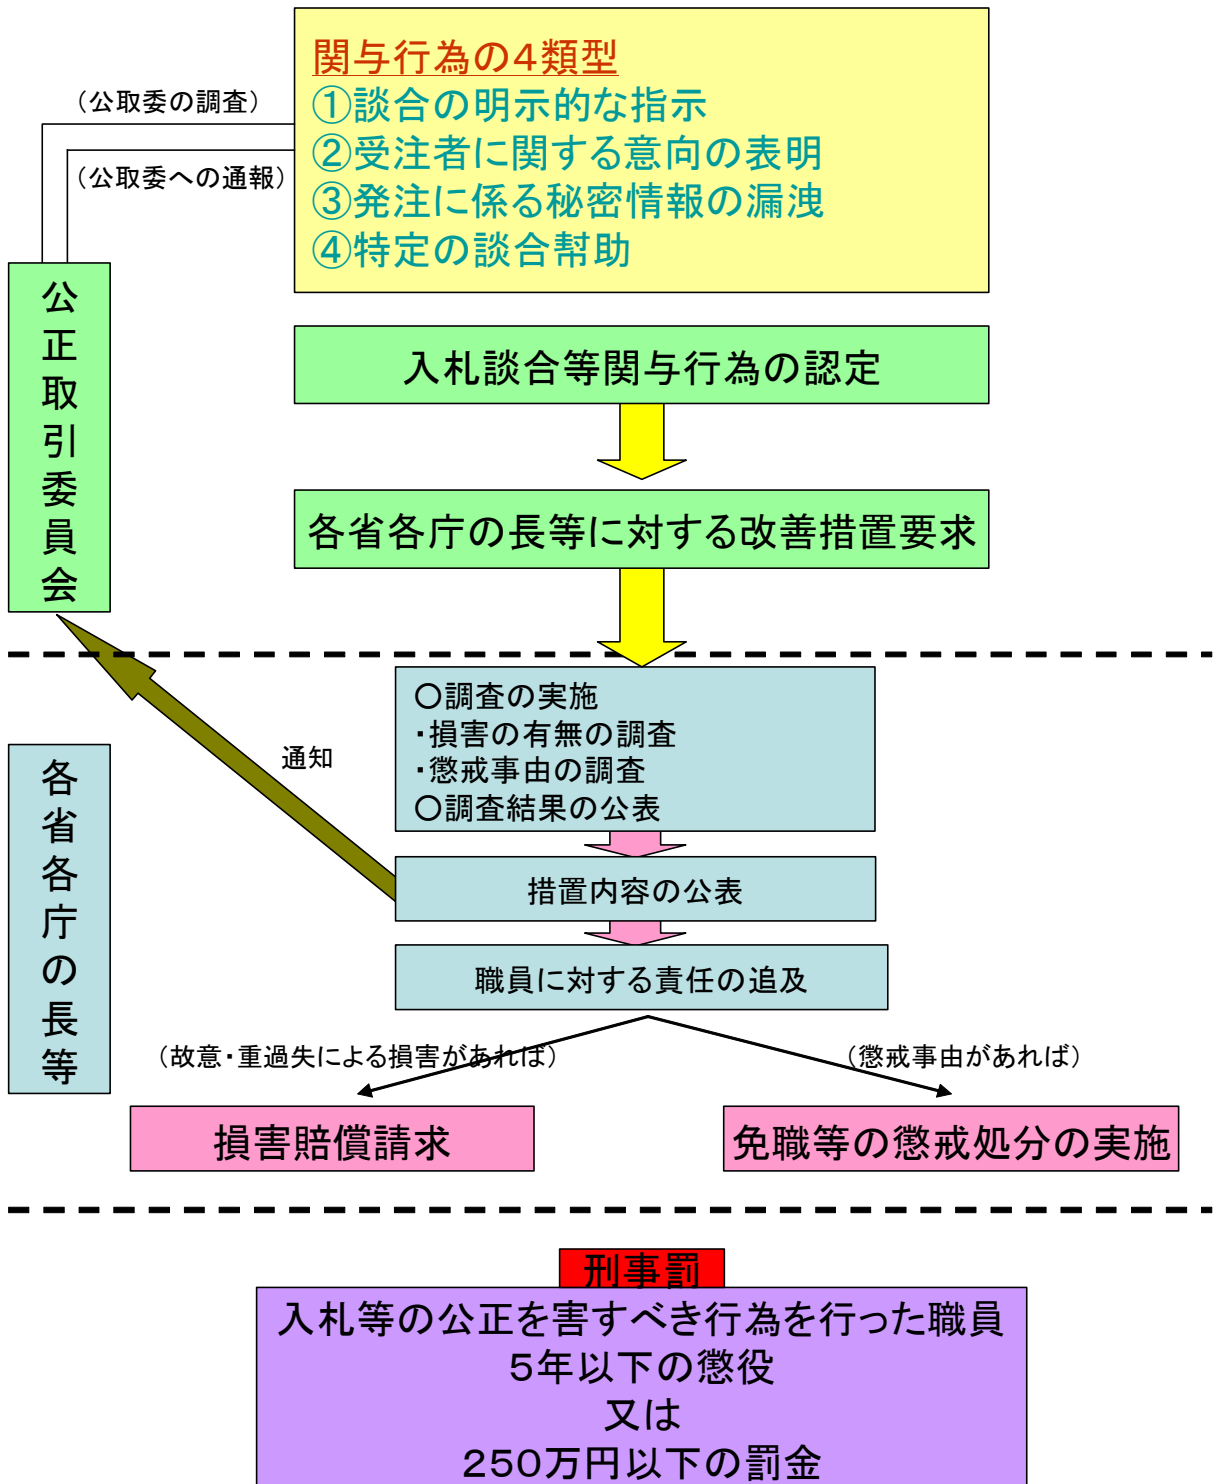 関与行為の4類型
①談合の明示的な指示
②受注者に関する意向の表明
③発注に係る秘密情報の漏洩
④特定の談合幇助
（公取委の調査）
（公取委への通報）
公正取引委員会
入札談合等関与行為の認定
各省各庁の長等に対する改善措置要求
○調査の実施
・損害の有無の調査
・懲戒事由の調査
○調査結果の公表
通知
各省各庁の長等
措置内容の公表
職員に対する責任の追及
（故意・重過失による損害があれば）
（懲戒事由があれば）
損害賠償請求
免職等の懲戒処分の実施
刑事罰
入札等の公正を害すべき行為を行った職員
5年以下の懲役
又は
250万円以下の罰金